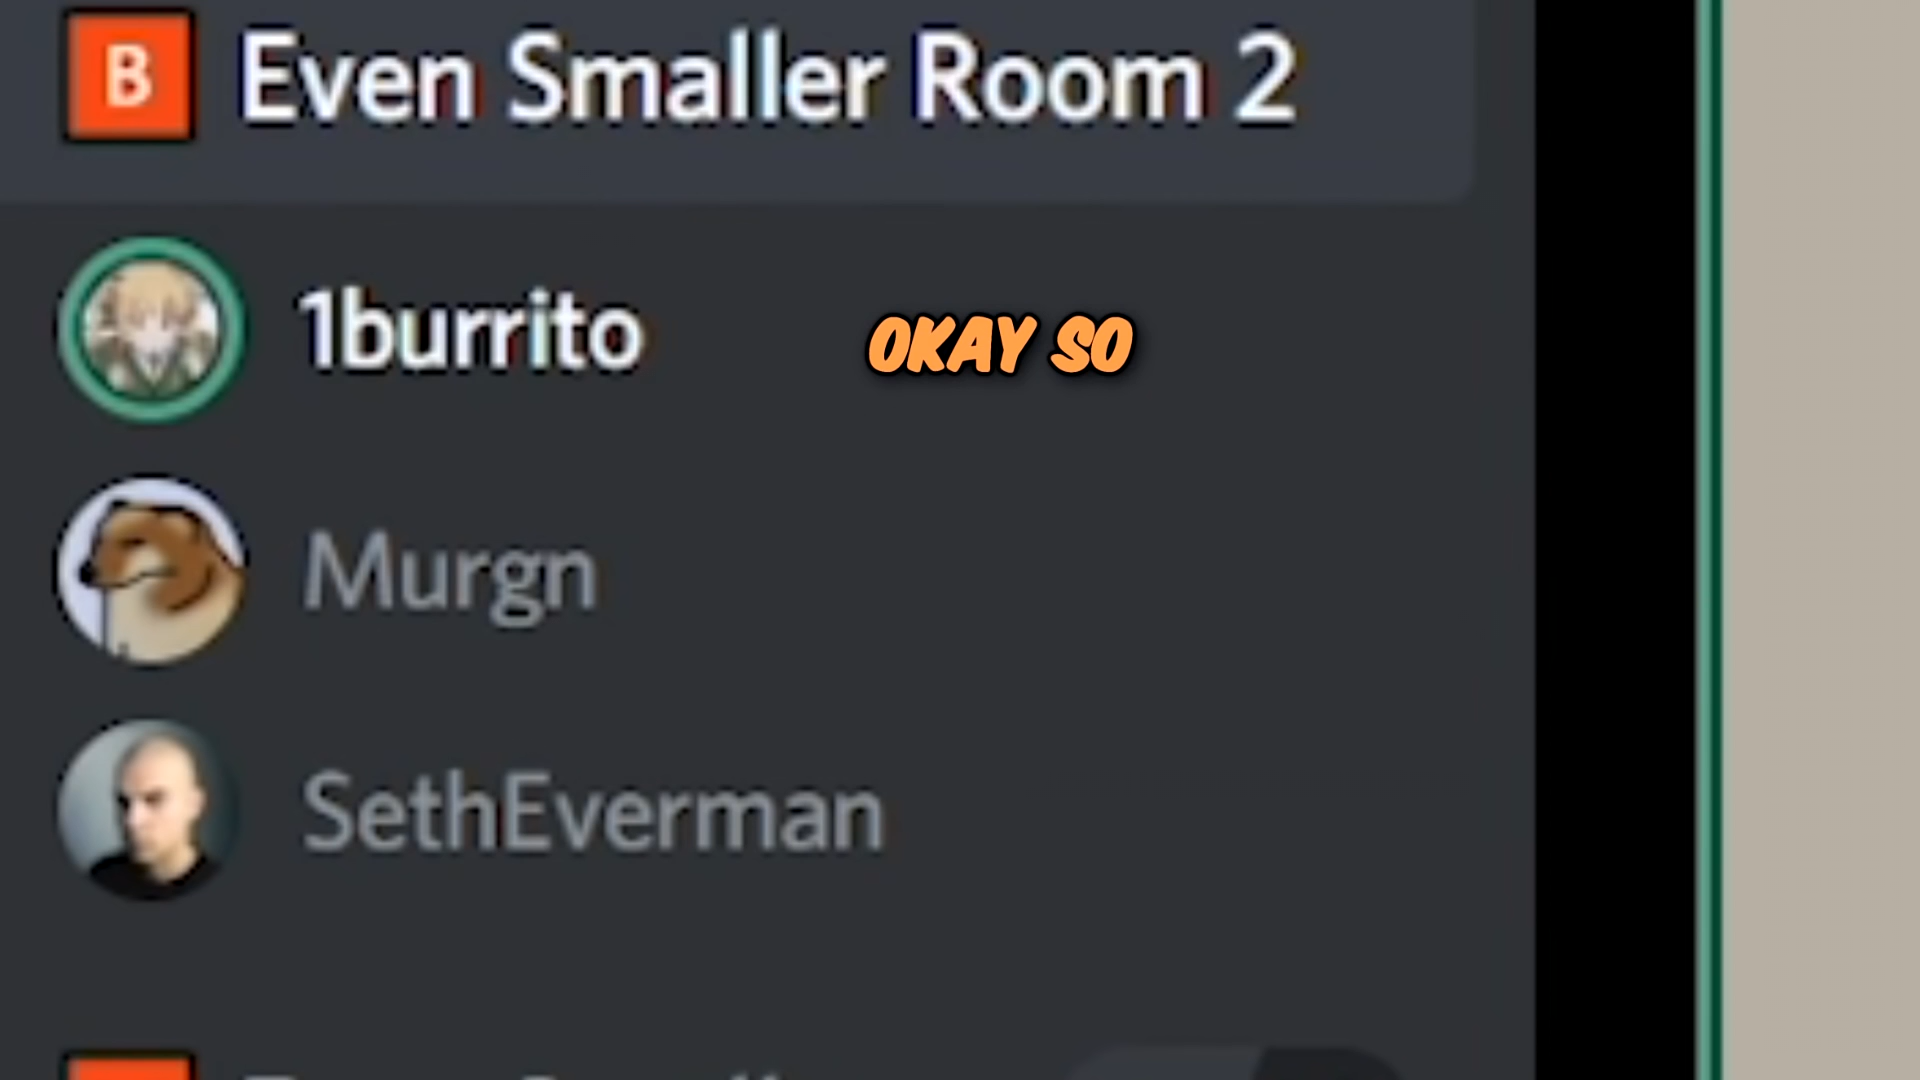 B Even Smaller Room 2
1burrito
OKAY SO
Murgn
SethEverman